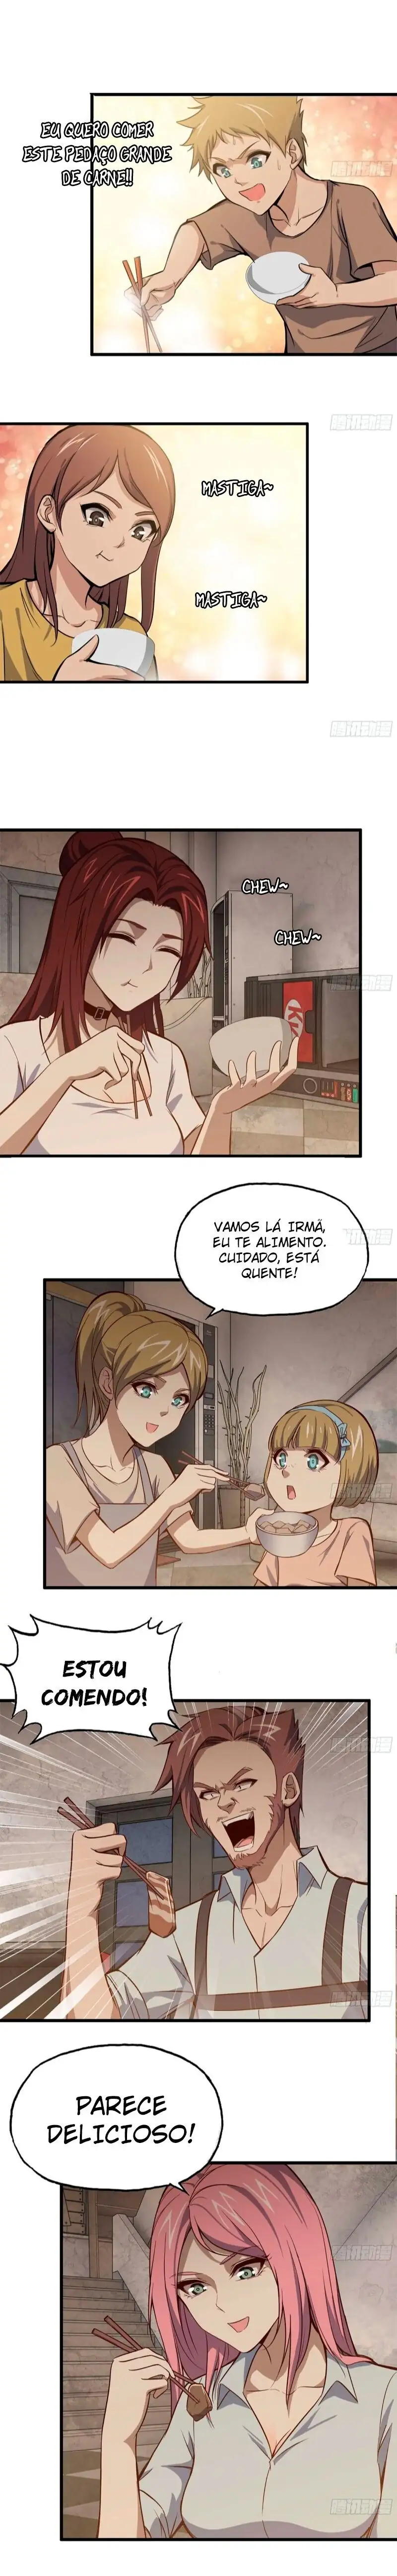 EU QUERO COMER
ESTE PEDAÇO GRANDE
DE CARNE!!
MASTIGA~
MASTIGA~
CHEW~
CHEW~
VAMOS LÁ IRMÃ,
EU TE ALIMENTO.
CUIDADO, ESTÁ
QUENTE!
ESTOU
COMENDO!
PARECE
DELICIOSO!